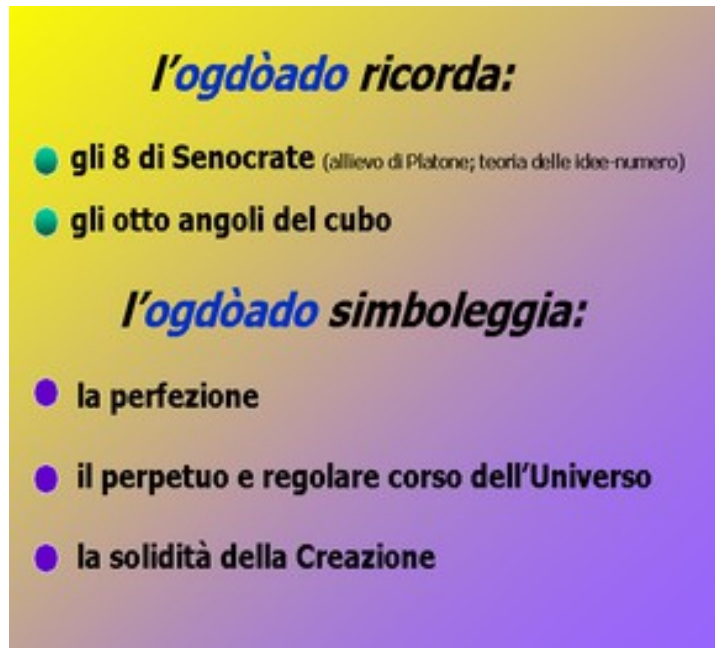 l'ogdòado ricorda:
gli 8 di Senocrate (allievo di Platone; teoria delle idee-numero)
gli otto angoli del cubo
l'ogdòado simboleggia:
la perfezione
il perpetuo e regolare corso dell'Universo
la solidità della Creazione